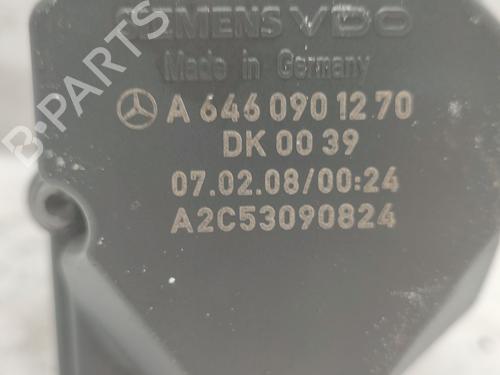 SIEMENS VDO
Made in Germany
A 646 090 12 70
DK 00 39
07.02.08/00:24
A2C53090824
B-PARTS